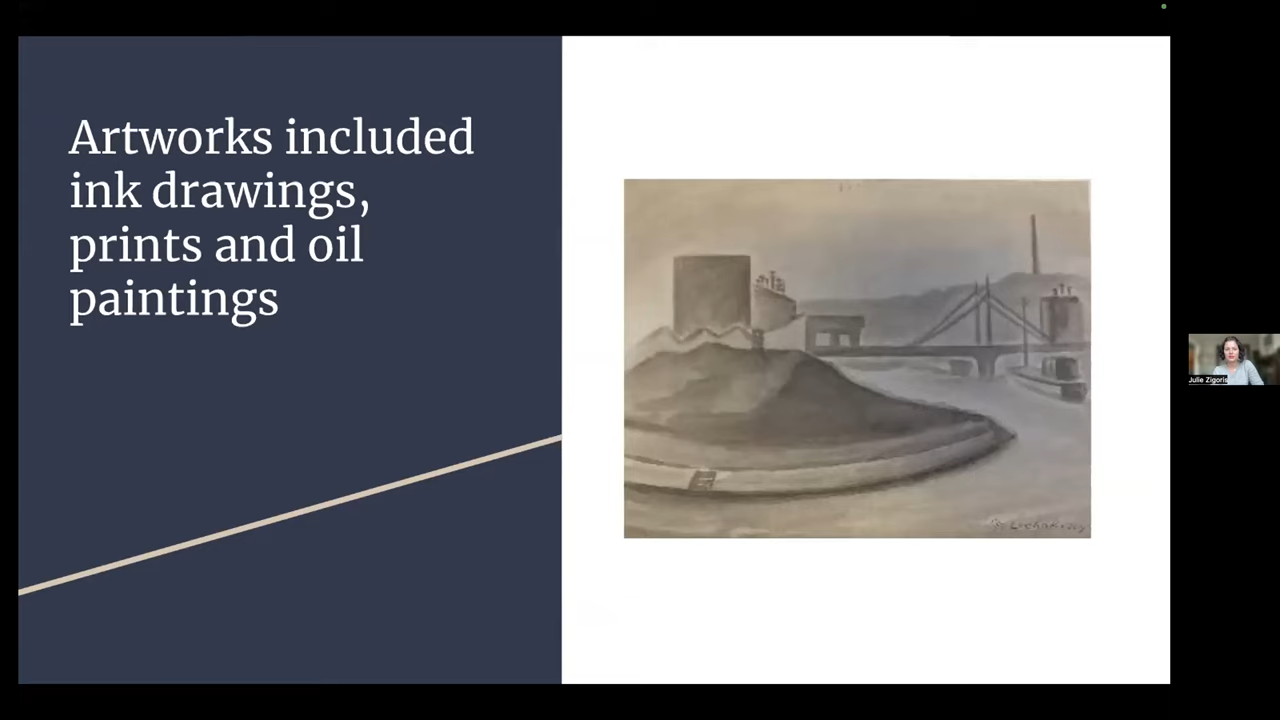 Artworks included
ink drawings,
prints and oil
paintings
Julie Zigoris